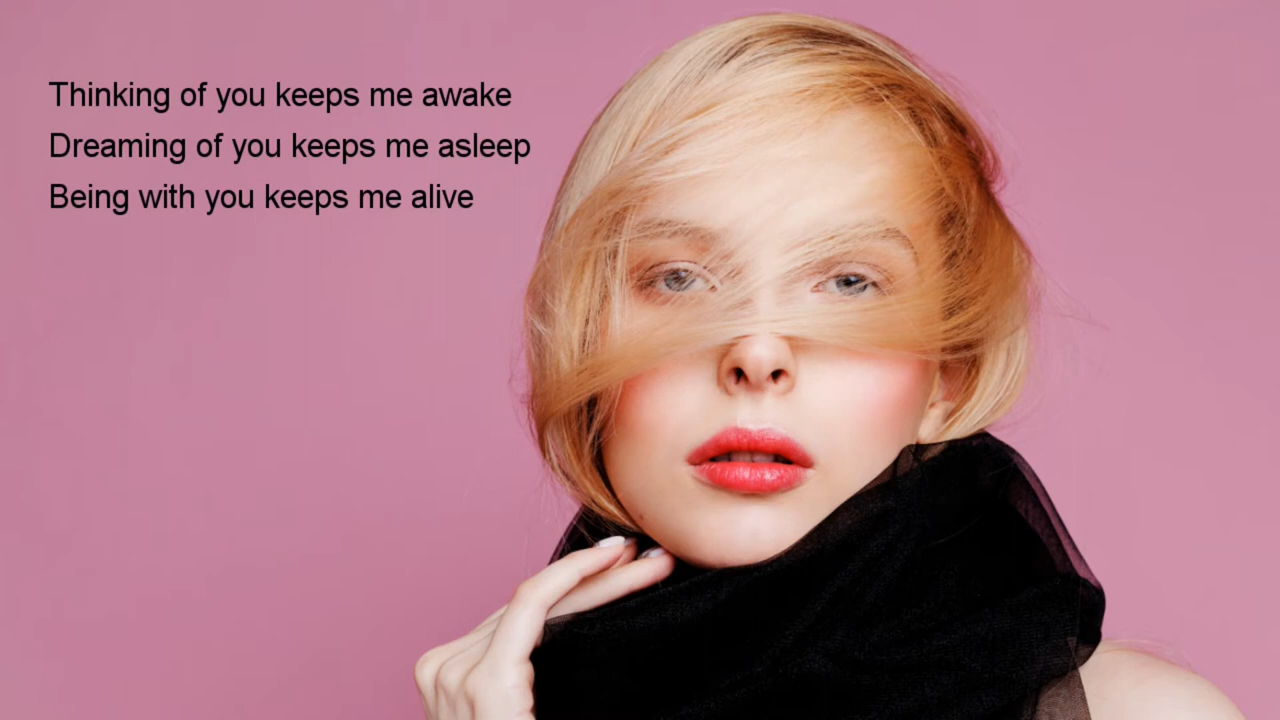 Thinking of you keeps me awake
Dreaming of you keeps me asleep
Being with you keeps me alive